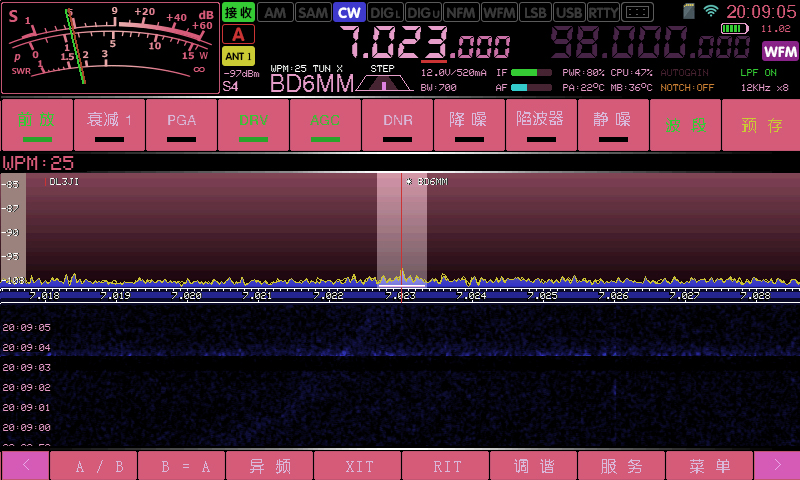 S 1 3 5 9 +20 +40 +60 dB
P 0 1 3 5 10 15 W
SWR 1 1.5 2 3 ∞
接收 AM SAM CW DIGL DIGU NFM WFM LSB USB RTTY 20:09:05
A 7.023.000 38.000.000 11.02
ANT 1 WFM
-97dBm WPM:25 TUN X STEP 12.0V/520mA IF PWR:80% CPU:47% AUTOGAIN LPF ON
S4 BD6MM BW:700 AF PA:22°C MB:36°C NOTCH:OFF 12KHz x8
前放 衰减 1 PGA DNR 降噪 陷波器 静噪 预存
WPM:25
DL3JI * BD6MM
-85
-87
-90
-95
-108
7.018 7.019 7.020 7.021 7.022 7.023 7.024 7.025 7.026 7.027 7.028
20:09:05
20:09:04
20:09:03
20:09:02
20:09:01
20:09:00
< A / B B = A 异频 XIT RIT 调谐 服务 菜单 >